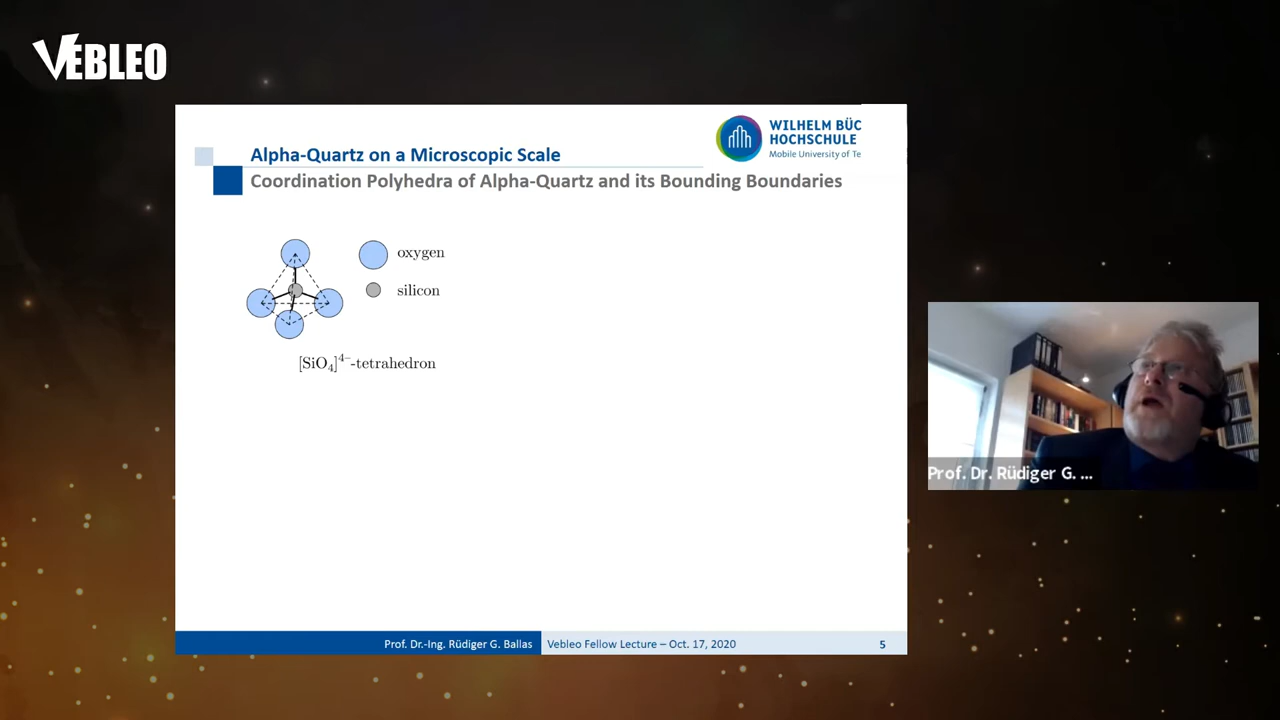 VEBLEO
WILHELM BÜC
HOCHSCHULE
Mobile University of Te
Alpha-Quartz on a Microscopic Scale
Coordination Polyhedra of Alpha-Quartz and its Bounding Boundaries
oxygen
silicon
[SiO₄]⁴⁻-tetrahedron
Prof. Dr. Rüdiger G. ...
Prof. Dr.-Ing. Rüdiger G. Ballas
Vebleo Fellow Lecture – Oct. 17, 2020
5